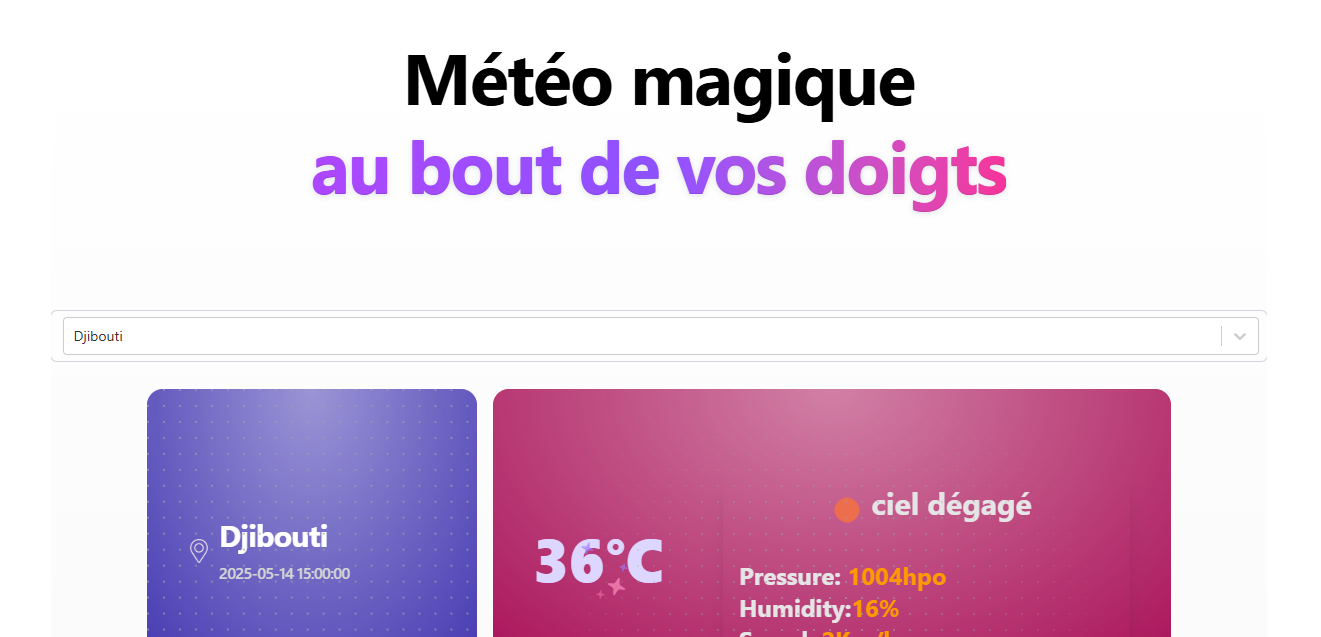 Météo magique
au bout de vos doigts
Djibouti
Djibouti
2025-05-14 15:00:00
36°C
ciel dégagé
Pressure: 1004hpo
Humidity:16%